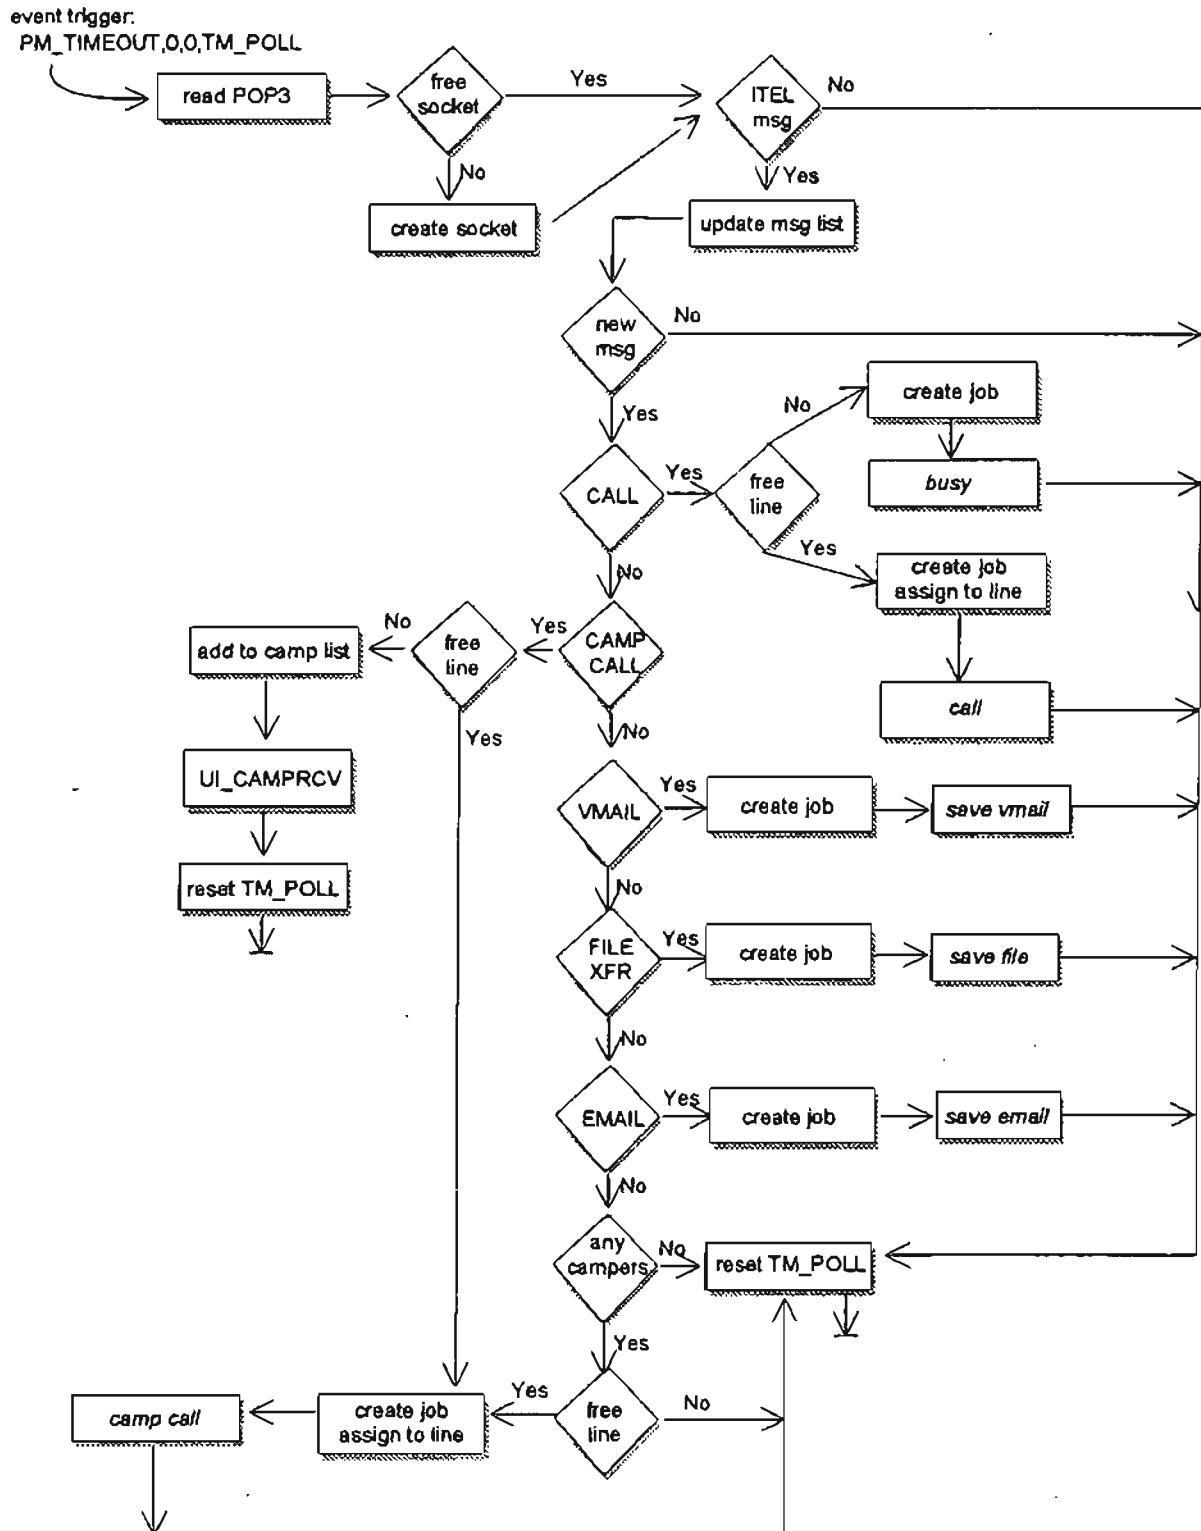 event trigger:
PM_TIMEOUT,0,0,TM_POLL
read POP3
free
socket
Yes
ITEL
msg
No
No
Yes
create socket
update msg list
new
msg
No
Yes
create job
No
CALL
Yes
free
line
busy
Yes
No
create job
assign to line
add to camp list
No
free
line
Yes
CAMP
CALL
call
Yes
No
UI_CAMPRCV
VMAIL
Yes
create job
save vmail
reset TM_POLL
No
FILE
XFR
Yes
create job
save file
No
EMAIL
Yes
create job
save email
No
any
campers
No
reset TM_POLL
Yes
camp call
create job
assign to line
Yes
free
line
No